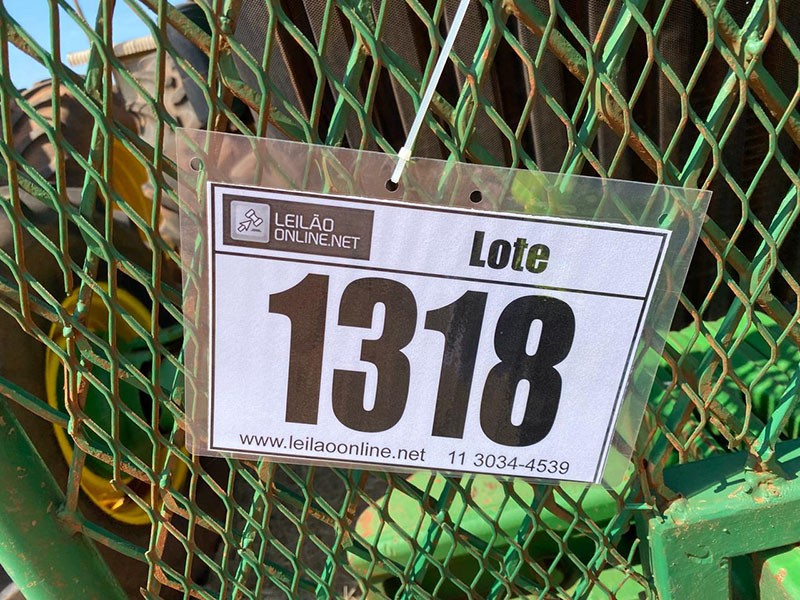 LEILÃO
ONLINE.NET
Lote
1318
www.leilaoonline.net 11 3034-4539